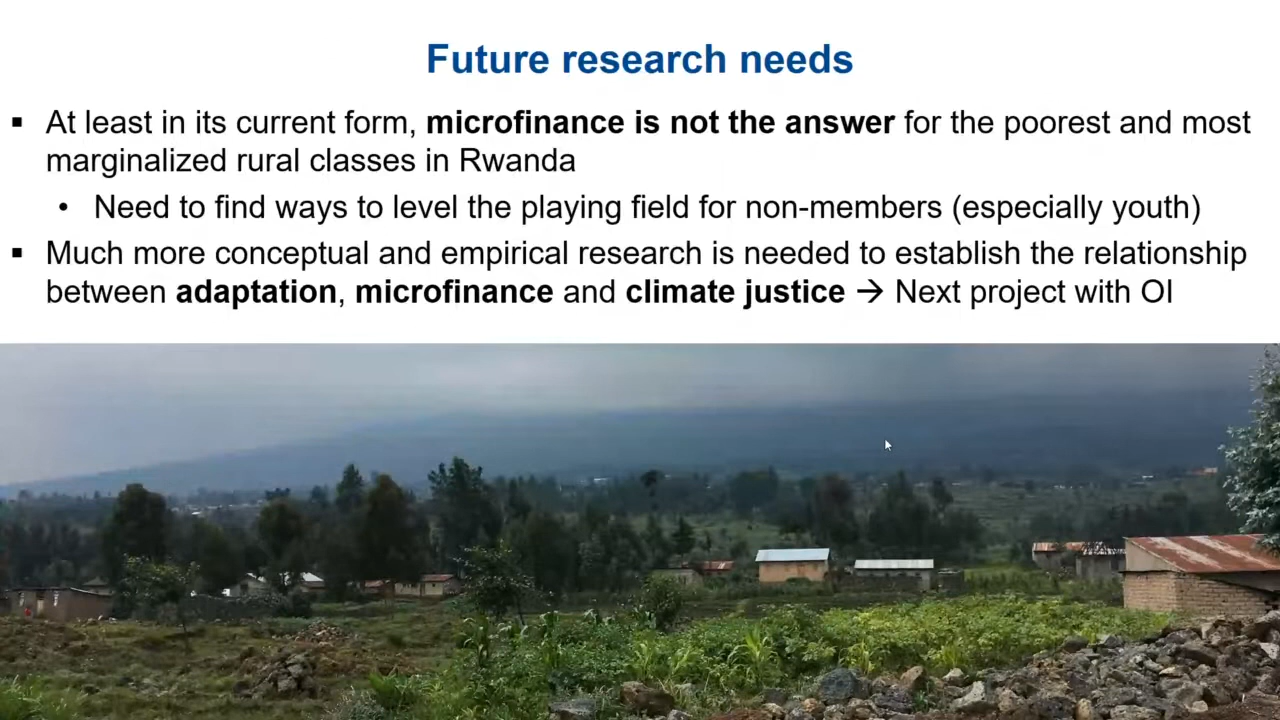 Future research needs
▪ At least in its current form, microfinance is not the answer for the poorest and most
marginalized rural classes in Rwanda
• Need to find ways to level the playing field for non-members (especially youth)
▪ Much more conceptual and empirical research is needed to establish the relationship
between adaptation, microfinance and climate justice → Next project with OI